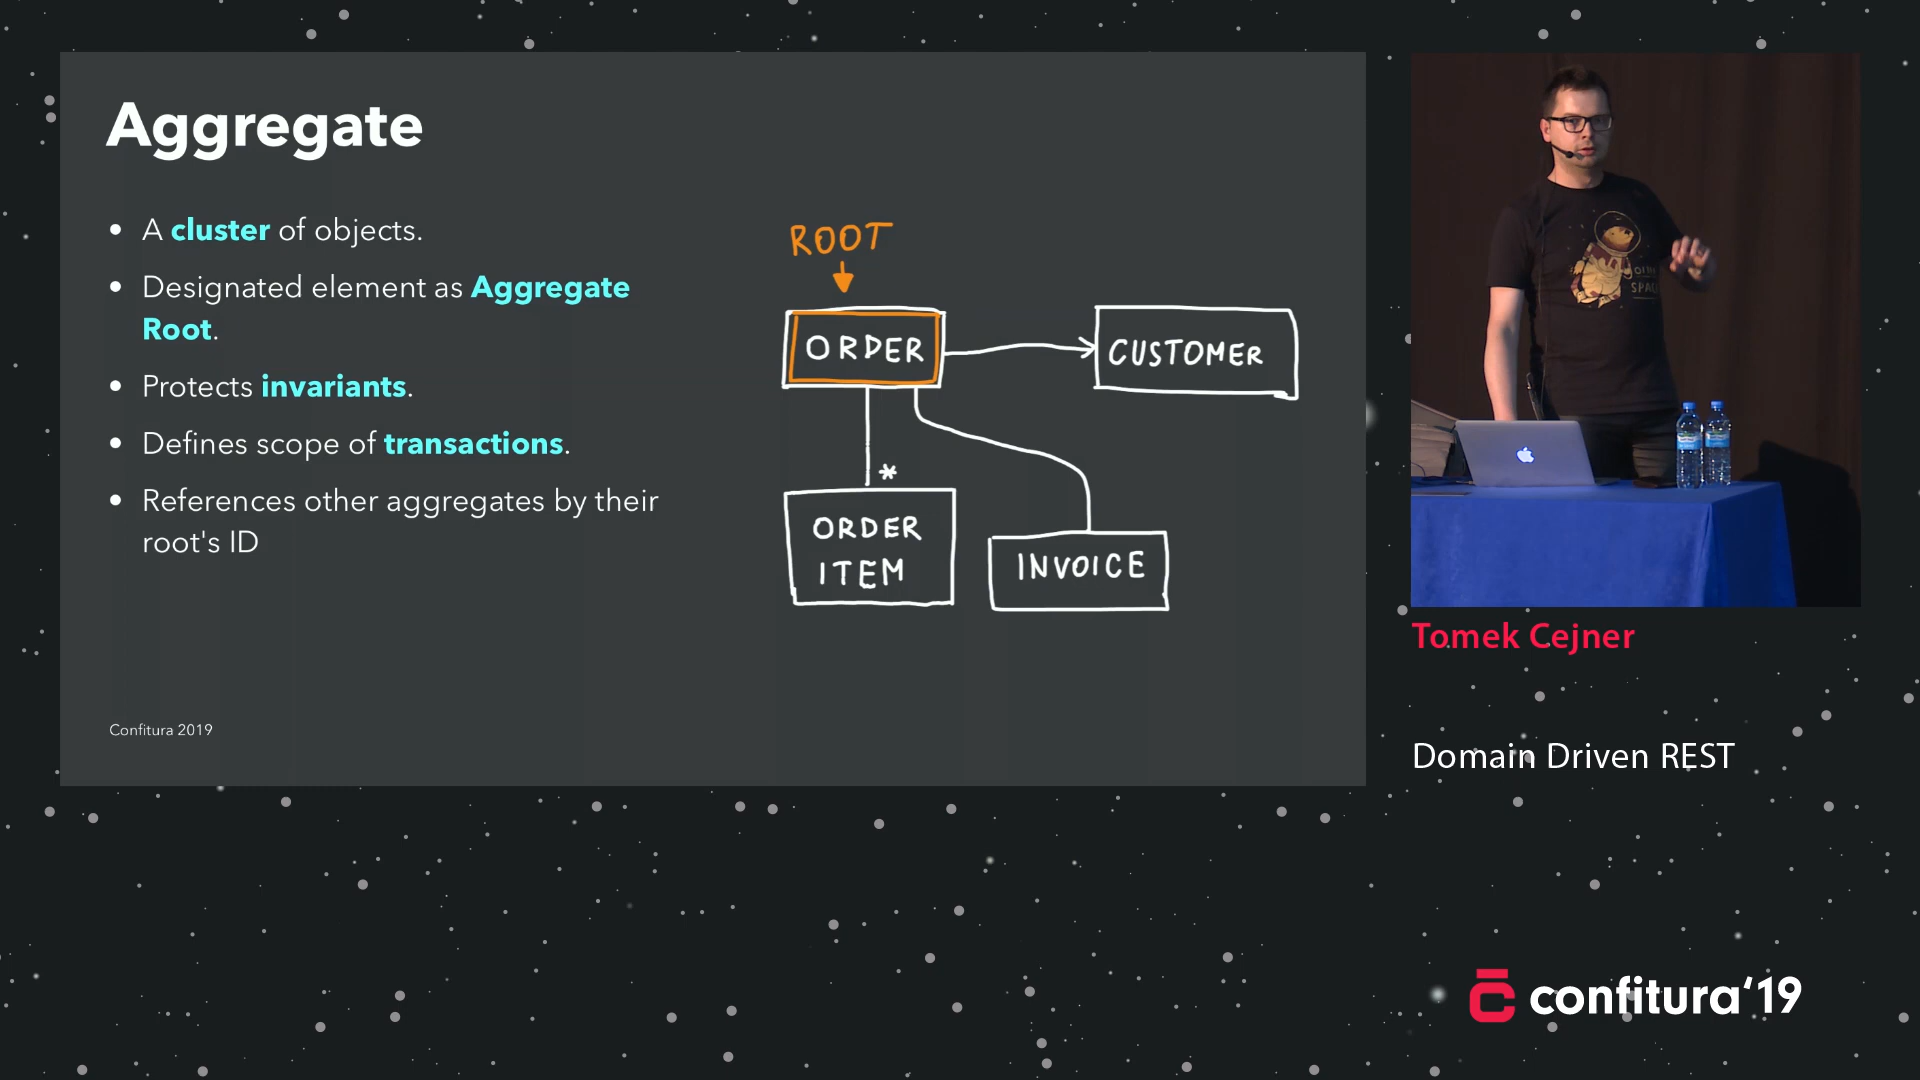 Aggregate
• A cluster of objects.
• Designated element as Aggregate
Root.
• Protects invariants.
• Defines scope of transactions.
• References other aggregates by their
root's ID
ROOT
ORDER
CUSTOMER
*
ORDER
ITEM
INVOICE
Confitura 2019
SPACE
Tomek Cejner
Domain Driven REST
confitura'19